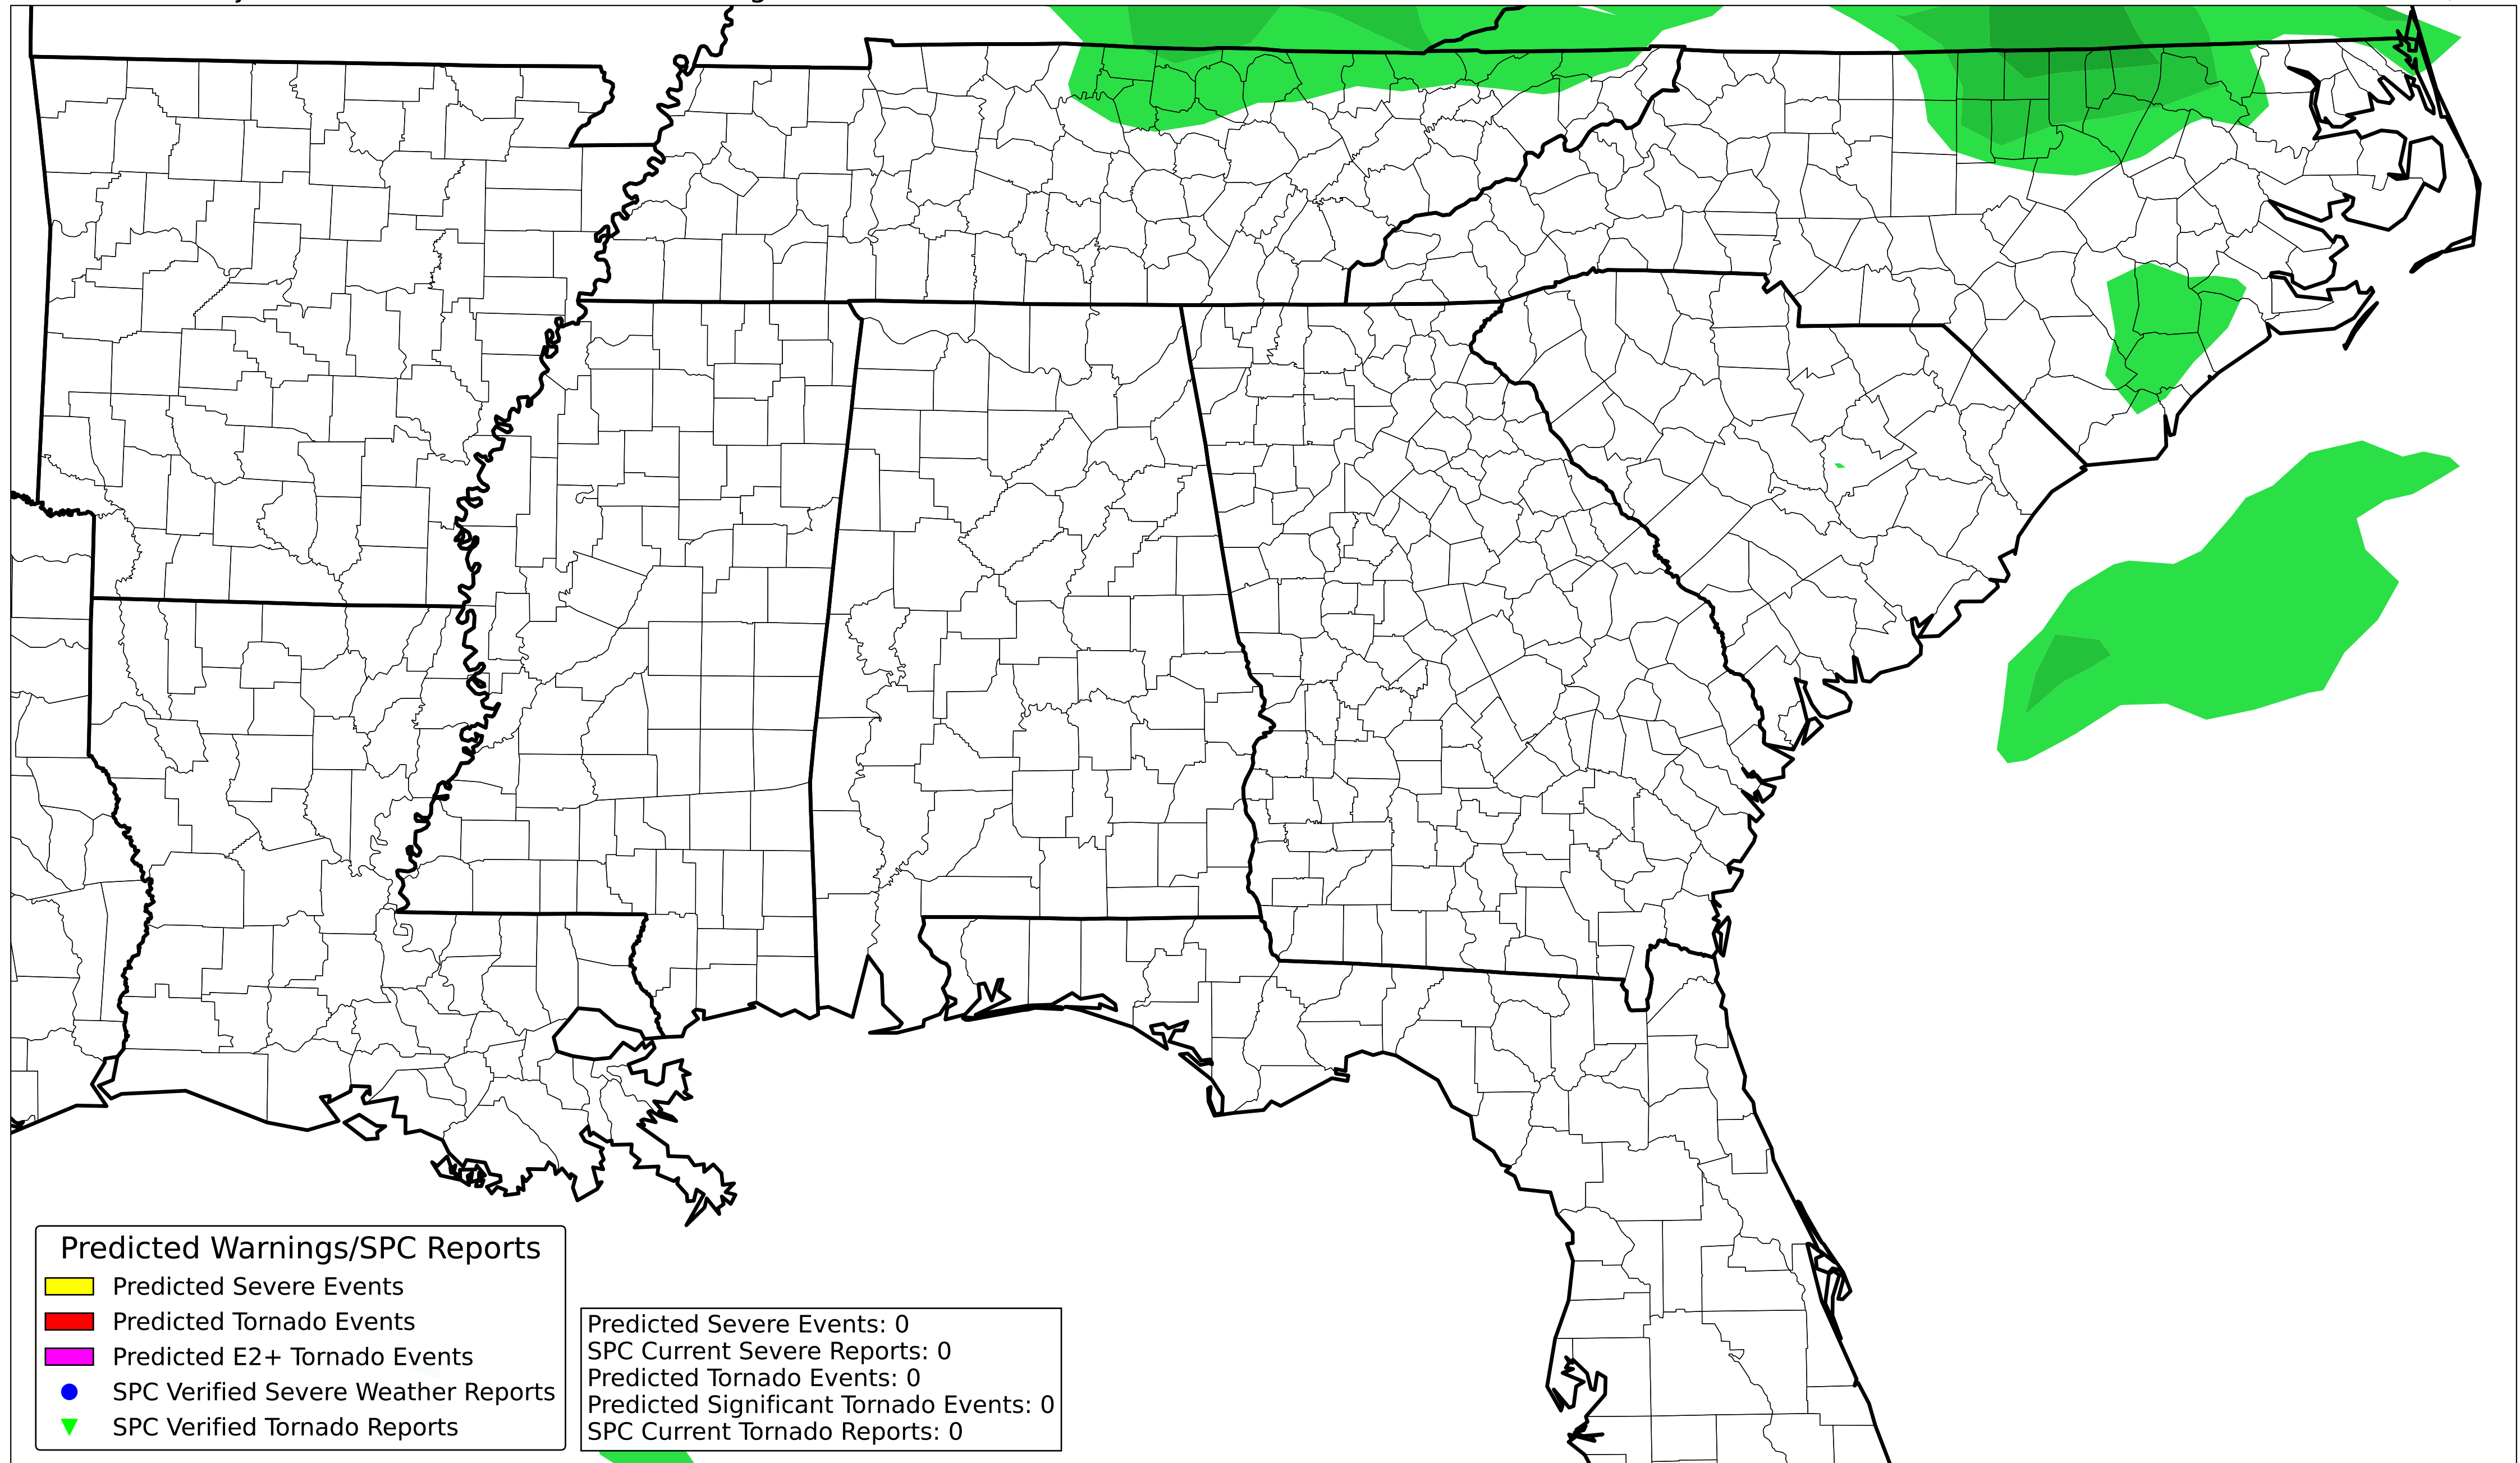 Predicted Warnings/SPC Reports
Predicted Severe Events
Predicted Tornado Events
Predicted E2+ Tornado Events
SPC Verified Severe Weather Reports
SPC Verified Tornado Reports
Predicted Severe Events: 0
SPC Current Severe Reports: 0
Predicted Tornado Events: 0
Predicted Significant Tornado Events: 0
SPC Current Tornado Reports: 0